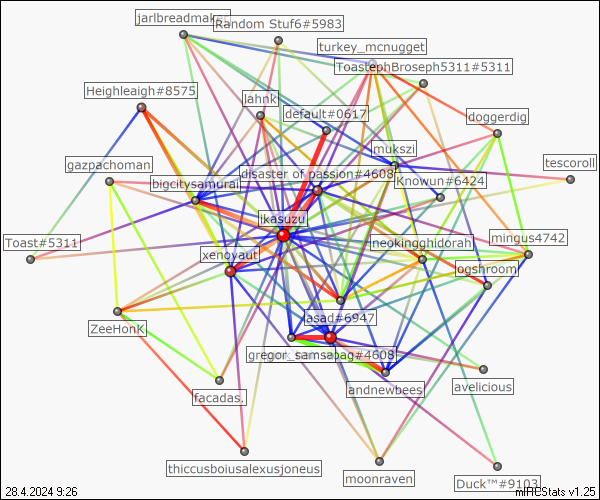 jarlbreadmaker
Random Stuf6#5983
turkey_mcnugget
ToastephBroseph5311#5311
Heighleaigh#8575
lahnk
default#0617
doggerdig
mukszi
gazpachoman
disaster of passion#4608
tescoroll
bigcitysamurai
Knowun#6424
ikasuzu
Toast#5311
xenovaut
neokingghidorah
mingus4742
ogshroom
asad#6947
ZeeHonK
gregor_samsabag#4608
andnewbees
avelicious
facadas.
thiccusboiusalexusjoneus
moonraven
Duck™#9103
28.4.2024 9:26
mIRCStats v1.25